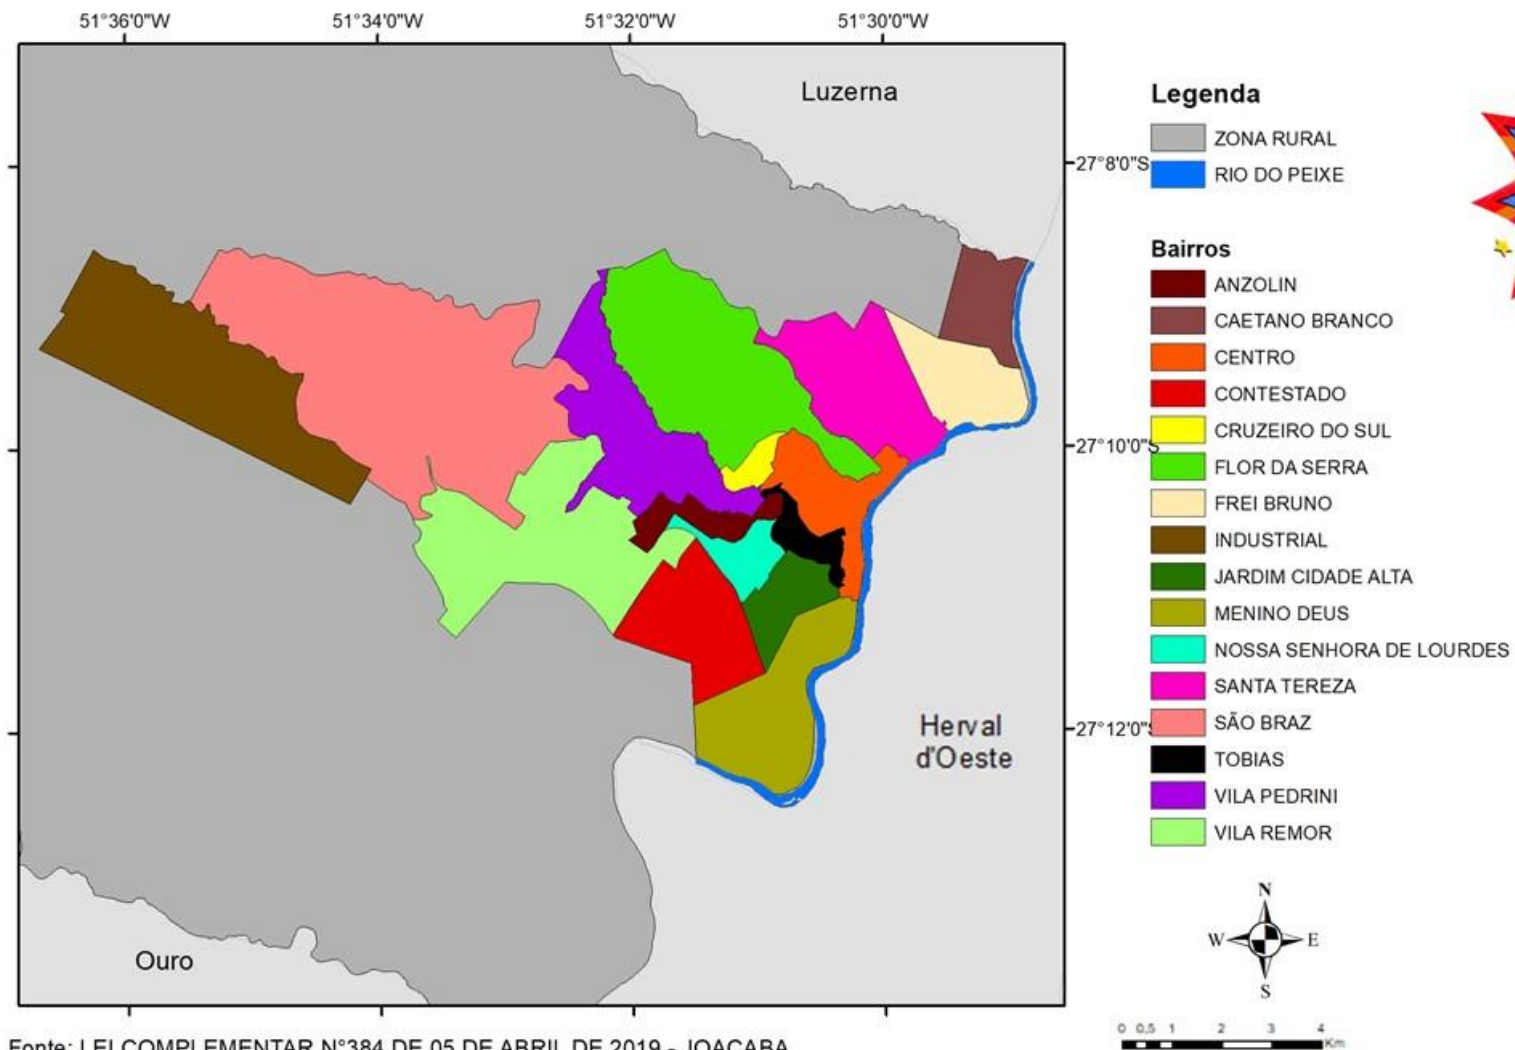 51°36'0"W 51°34'0"W 51°32'0"W 51°30'0"W
Luzerna
27°8'0"S
27°10'0"S
27°12'0"S
Herval
d'Oeste
Ouro
Legenda
ZONA RURAL
RIO DO PEIXE
Bairros
ANZOLIN
CAETANO BRANCO
CENTRO
CONTESTADO
CRUZEIRO DO SUL
FLOR DA SERRA
FREI BRUNO
INDUSTRIAL
JARDIM CIDADE ALTA
MENINO DEUS
NOSSA SENHORA DE LOURDES
SANTA TEREZA
SÃO BRAZ
TOBIAS
VILA PEDRINI
VILA REMOR
N
W E
S
0 0,5 1 2 3 4
Km
Fonte: LEI COMPLEMENTAR N°384 DE 05 DE ABRIL DE 2019 - JOAÇABA